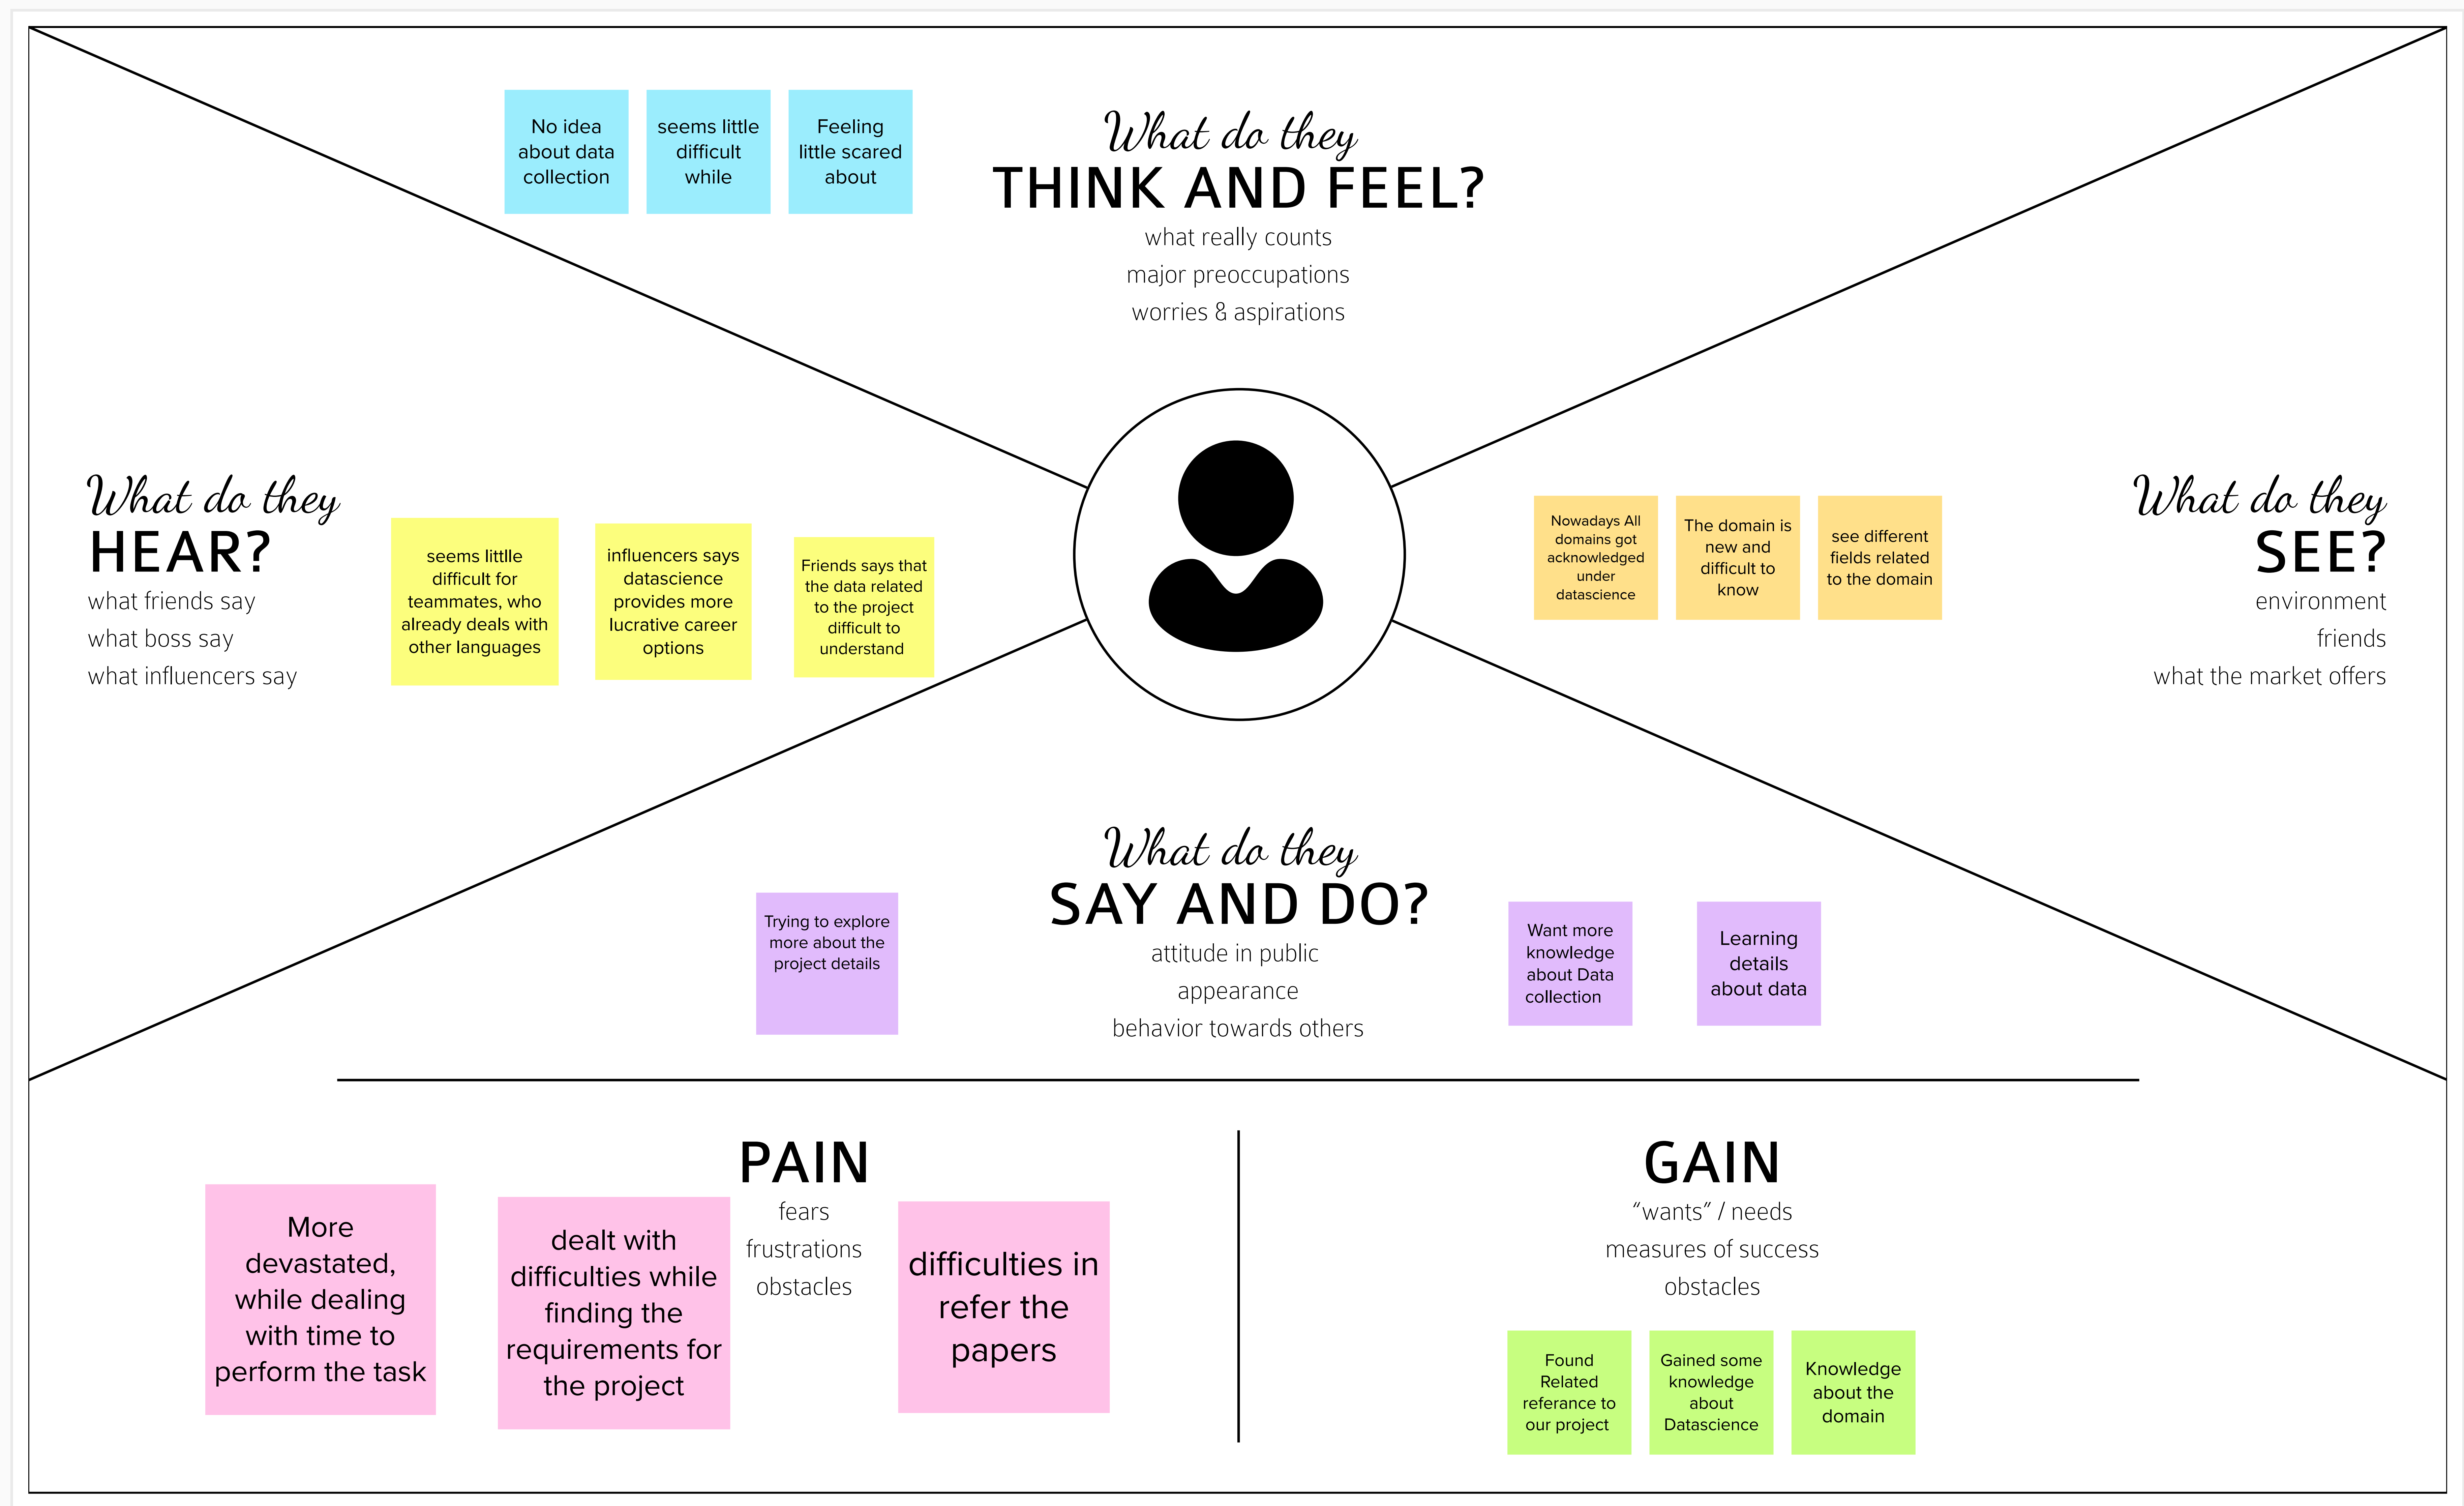 No idea
about data
collection
seems little
difficult
while
Feeling
little scared
about
What do they
THINK AND FEEL?
what really counts
major preoccupations
worries & aspirations
What do they
HEAR?
what friends say
what boss say
what influencers say
seems littlle
difficult for
teammates, who
already deals with
other languages
influencers says
datascience
provides more
lucrative career
options
Friends says that
the data related
to the project
difficult to
understand
Nowadays All
domains got
acknowledged
under
datascience
The domain is
new and
difficult to
know
see different
fields related
to the domain
What do they
SEE?
environment
friends
what the market offers
What do they
SAY AND DO?
attitude in public
appearance
behavior towards others
Trying to explore
more about the
project details
Want more
knowledge
about Data
collection
Learning
details
about data
PAIN
fears
frustrations
obstacles
More
devastated,
while dealing
with time to
perform the task
dealt with
difficulties while
finding the
requirements for
the project
difficulties in
refer the
papers
GAIN
“wants” / needs
measures of success
obstacles
Found
Related
referance to
our project
Gained some
knowledge
about
Datascience
Knowledge
about the
domain